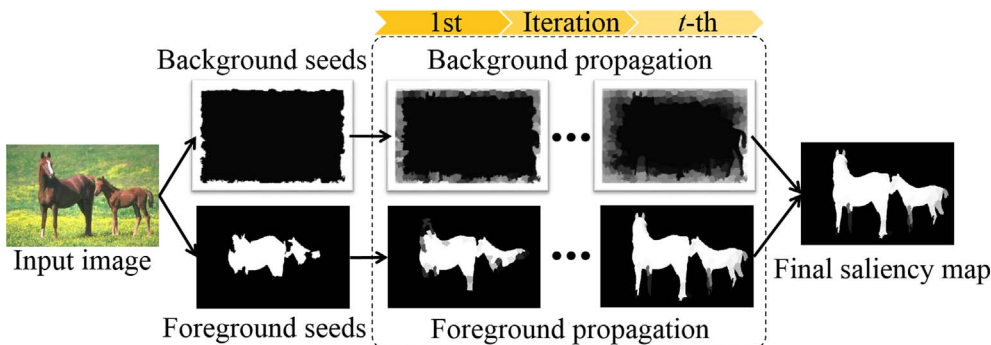 1st Iteration t-th
Background seeds Background propagation
Input image
Final saliency map
Foreground seeds Foreground propagation